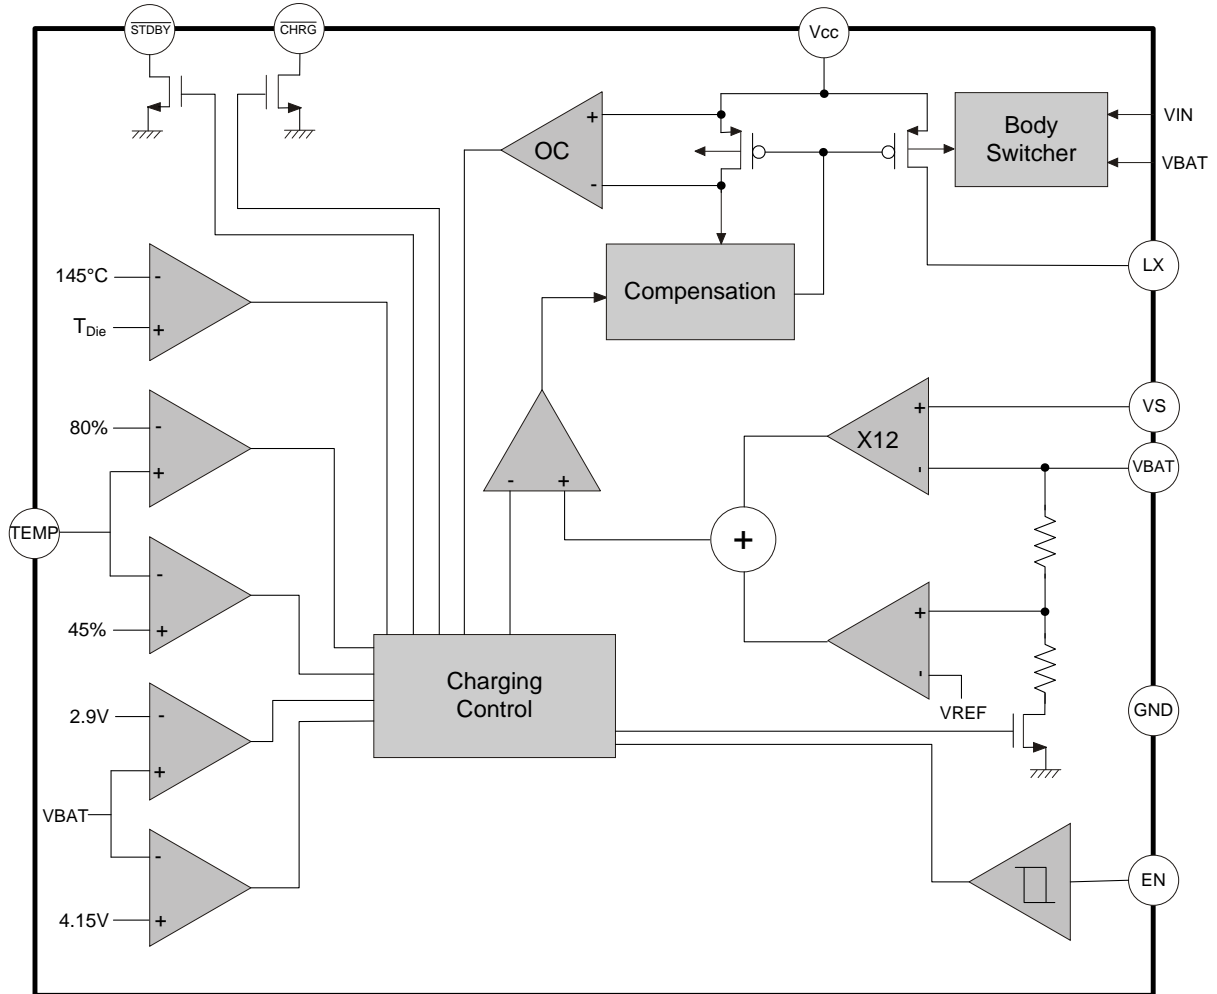 STDBY
CHRG
Vcc
OC
+
-
Body
Switcher
VIN
VBAT
LX
145°C
-
TDie
+
Compensation
80%
-
+
X12
+
-
VS
VBAT
-
+
TEMP
+
-
45%
+
+
-
VREF
Charging
Control
GND
2.9V
-
+
VBAT
-
4.15V
+
EN